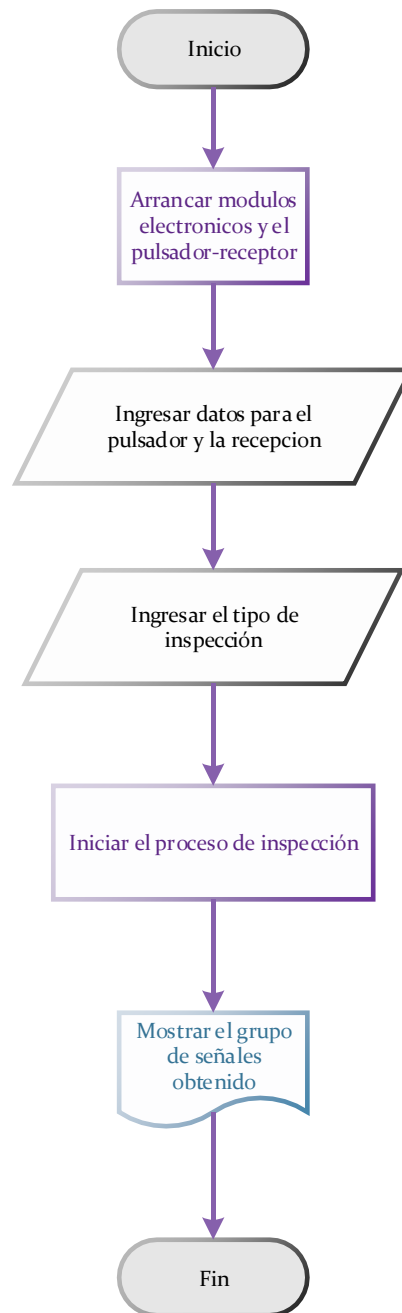 Inicio
Arrancar modulos
electronicos y el
pulsador-receptor
Ingresar datos para el
pulsador y la recepcion
Ingresar el tipo de
inspección
Iniciar el proceso de inspección
Mostrar el grupo
de señales
obtenido
Fin